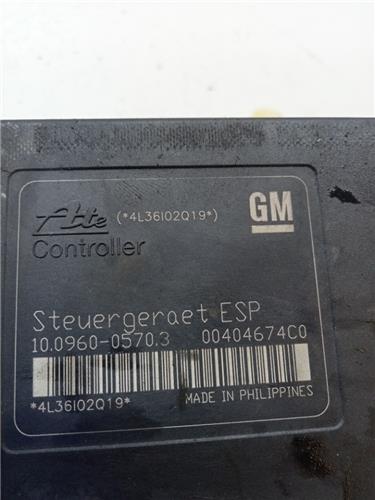 Ate (*4L36I02Q19*) GM
Controller
Steuergeraet ESP
10.0960-0570.3 00404674C0
*4L36I02Q19* MADE IN PHILIPPINES